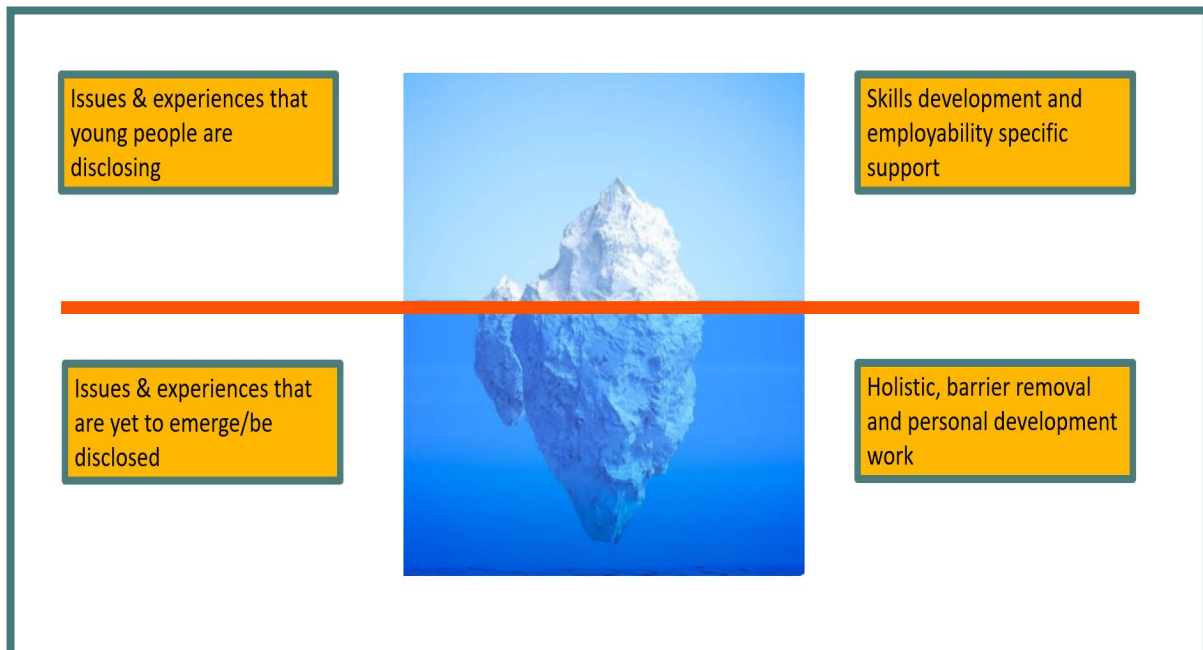 Issues & experiences that
young people are
disclosing
Skills development and
employability specific
support
Issues & experiences that
are yet to emerge/be
disclosed
Holistic, barrier removal
and personal development
work